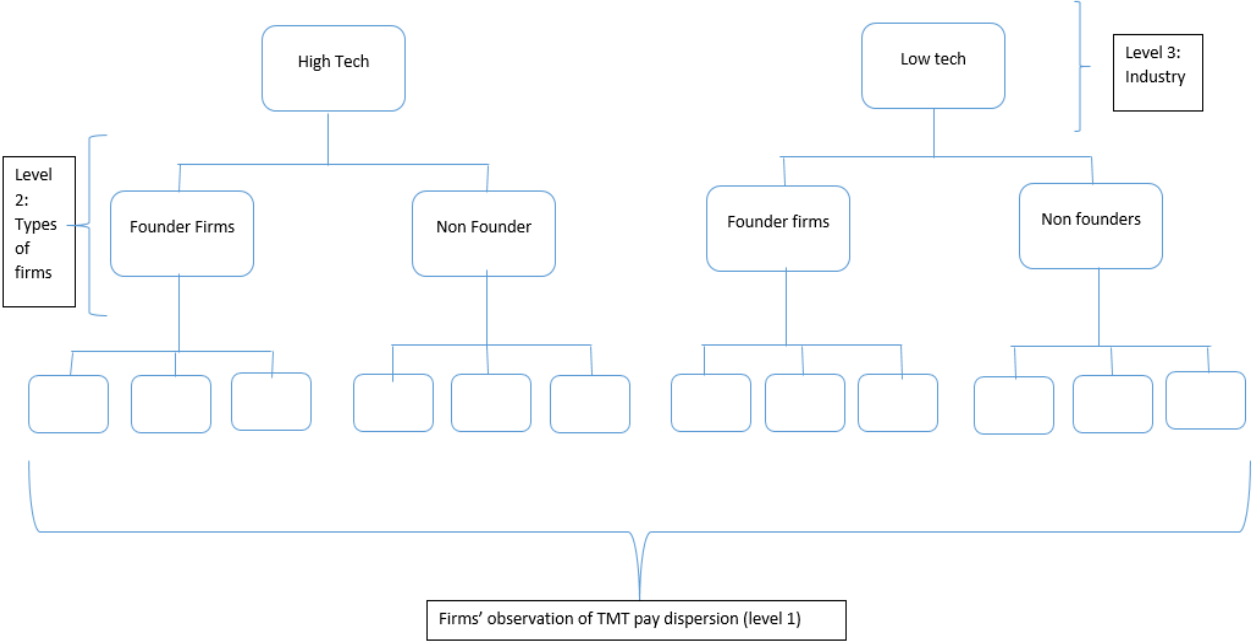 High Tech
Low tech
Level 3:
Industry
Level
2:
Types
of
firms
Founder Firms
Non Founder
Founder firms
Non founders
Firms’ observation of TMT pay dispersion (level 1)